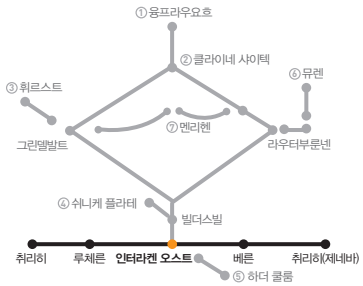 ①융프라우요흐
②클라이네 샤이덱
③휘르스트
⑥뮤렌
⑦멘리헨
그린델발트
라우터부룬넨
④쉬니케 플라테
빌더스빌
취리히
루체른
인터라켄 오스트
베른
취리히(제네바)
⑤하더 쿨룸